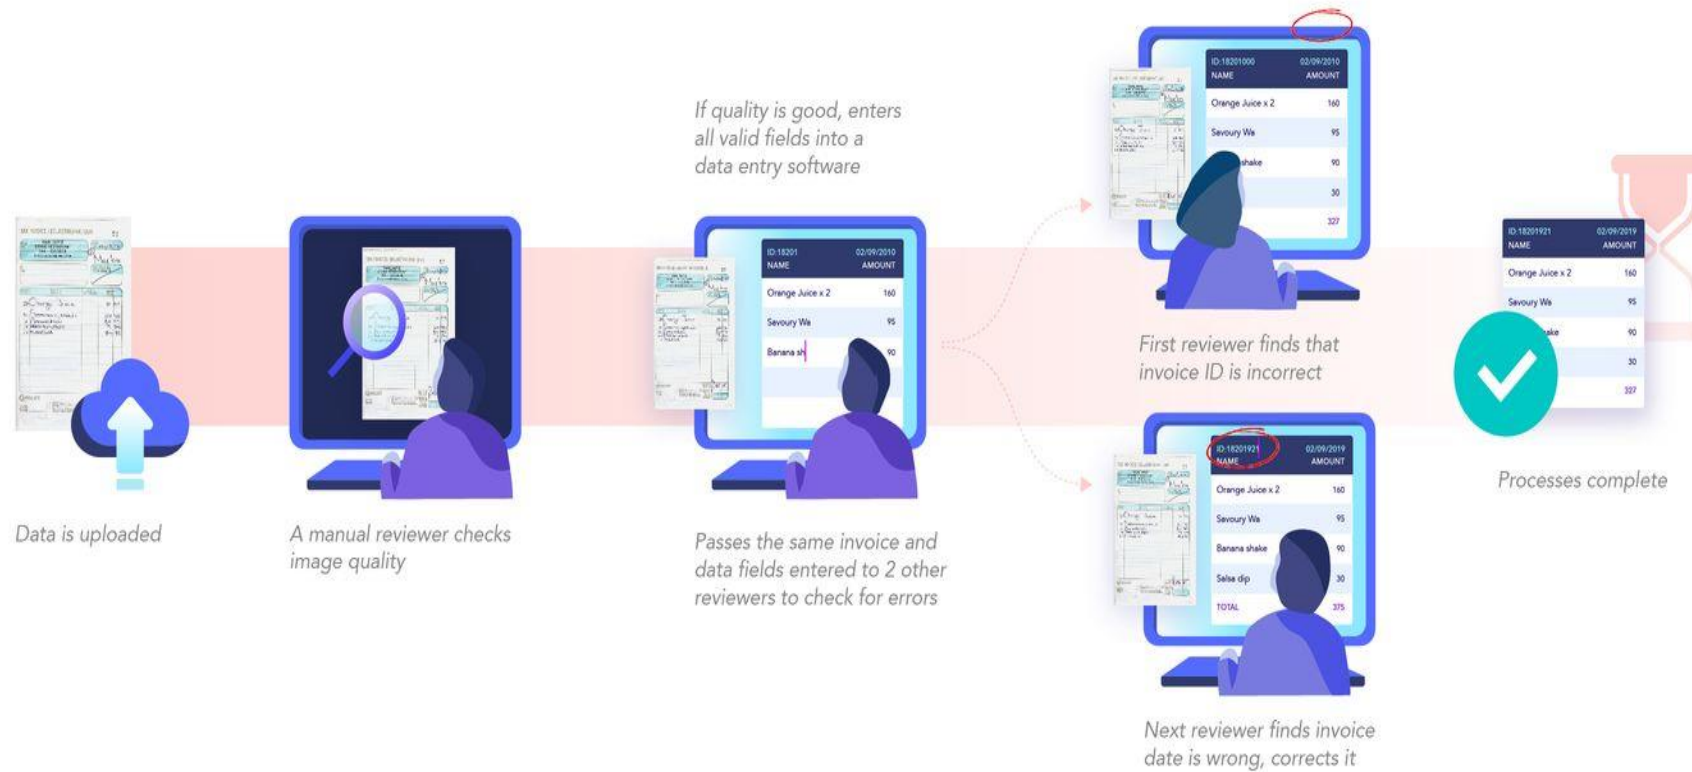 Data is uploaded
A manual reviewer checks
image quality
If quality is good, enters
all valid fields into a
data entry software
ID:18201 02/09/2010
NAME AMOUNT
Orange Juice x 2 160
Savoury Wa 95
Banana sh 90
Passes the same invoice and
data fields entered to 2 other
reviewers to check for errors
ID:18201000 02/09/2010
NAME AMOUNT
Orange Juice x 2 160
Savoury Wa 95
shake 90
30
327
First reviewer finds that
invoice ID is incorrect
ID:18201921 02/09/2019
NAME AMOUNT
Orange Juice x 2 160
Savoury Wa 95
Banana shake 90
Salsa dip 30
TOTAL 375
Next reviewer finds invoice
date is wrong, corrects it
ID:18201921 02/09/2019
NAME AMOUNT
Orange Juice x 2 160
Savoury Wa 95
ake 90
30
327
Processes complete